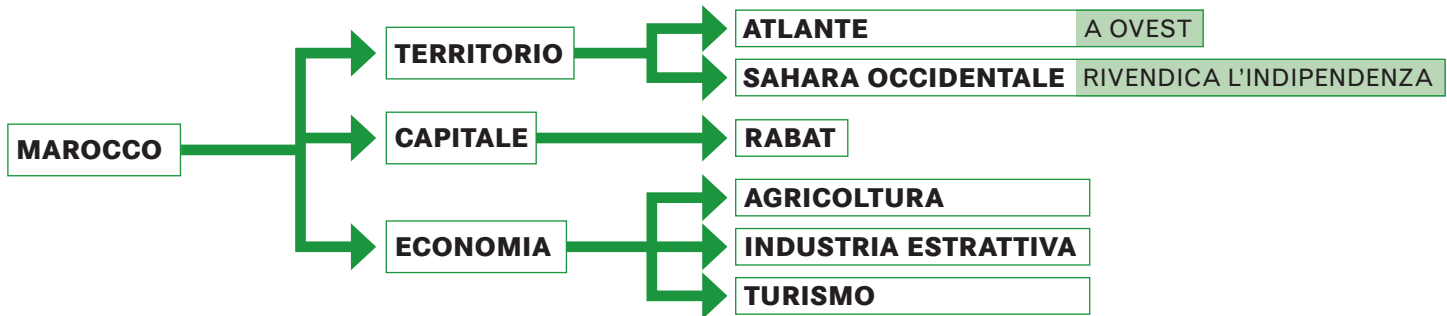 ATLANTE A OVEST
TERRITORIO
SAHARA OCCIDENTALE RIVENDICA L'INDIPENDENZA
MAROCCO
CAPITALE
RABAT
AGRICOLTURA
ECONOMIA
INDUSTRIA ESTRATTIVA
TURISMO